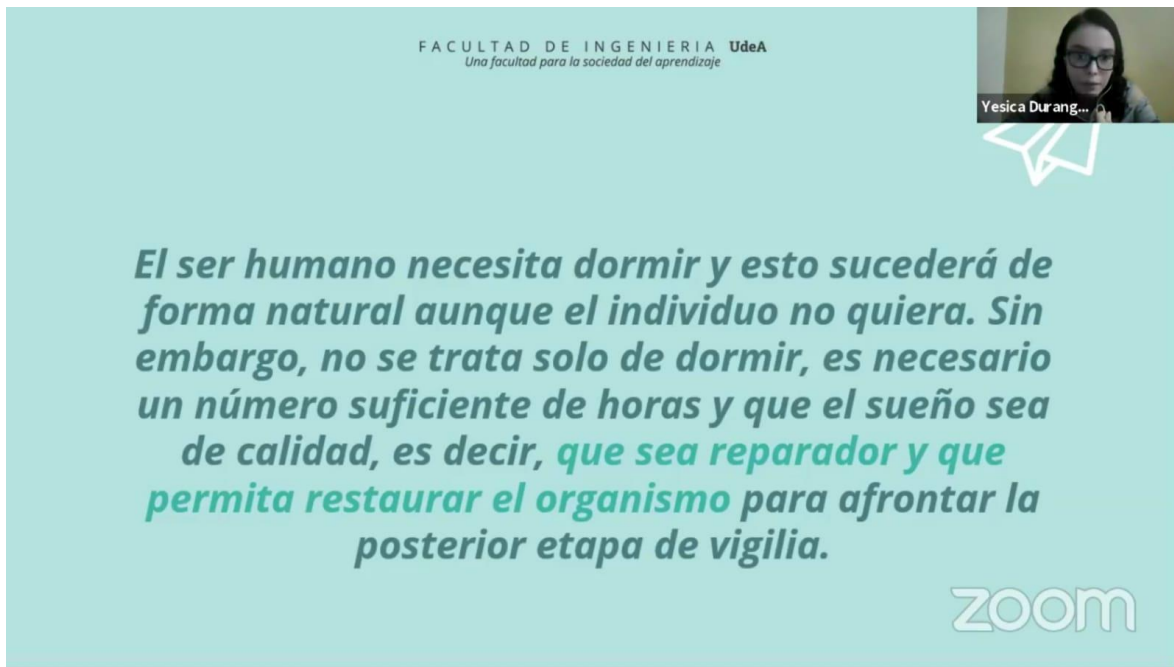 FACULTAD DE INGENIERIA UdeA
Una facultad para la sociedad del aprendizaje
Yesica Durang...
El ser humano necesita dormir y esto sucederá de
forma natural aunque el individuo no quiera. Sin
embargo, no se trata solo de dormir, es necesario
un número suficiente de horas y que el sueño sea
de calidad, es decir, que sea reparador y que
permita restaurar el organismo para afrontar la
posterior etapa de vigilia.
zoom